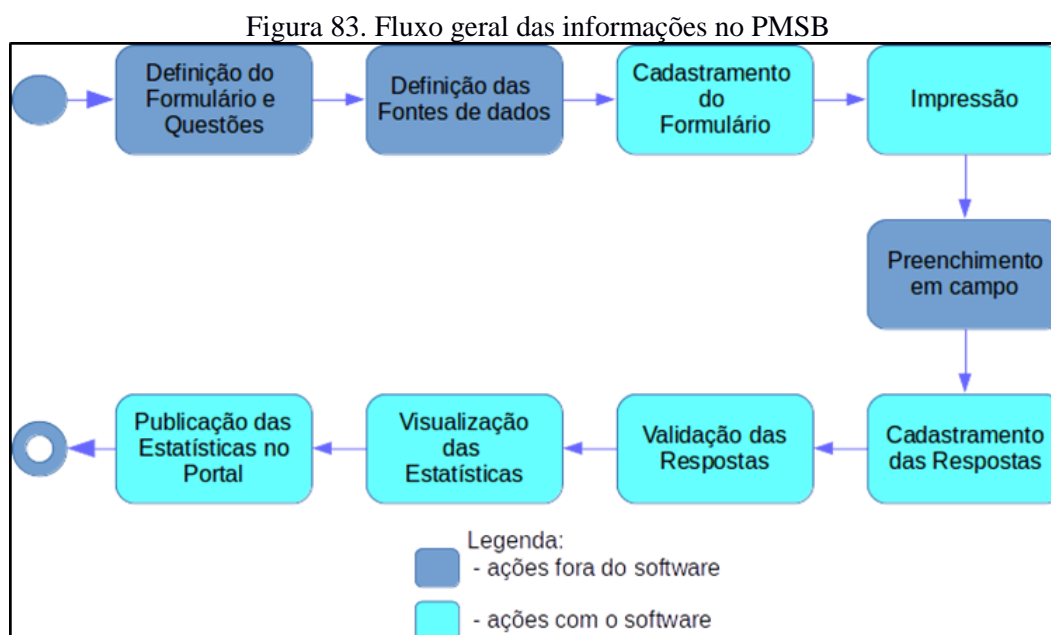 Figura 83. Fluxo geral das informações no PMSB
Definição do
Formulário e
Questões
Definição das
Fontes de dados
Cadastramento
do
Formulário
Impressão
Preenchimento
em campo
Cadastramento
das Respostas
Validação das
Respostas
Visualização
das
Estatísticas
Publicação das
Estatísticas no
Portal
Legenda:
- ações fora do software
- ações com o software